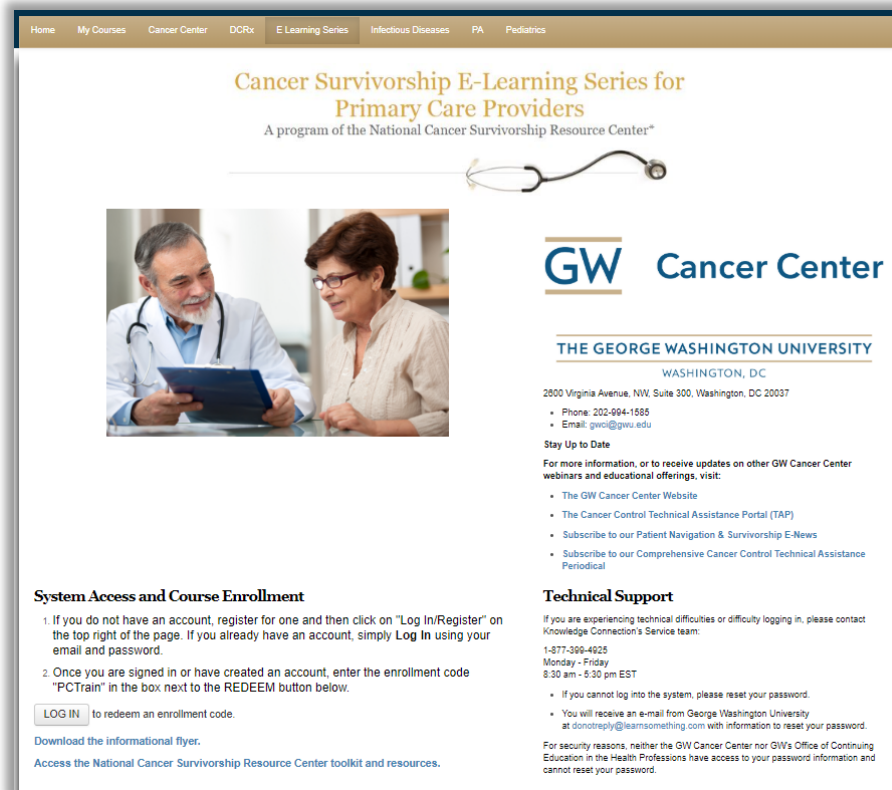 Home My Courses Cancer Center DCRx E Learning Series Infectious Diseases PA Pediatrics
Cancer Survivorship E-Learning Series for
Primary Care Providers
A program of the National Cancer Survivorship Resource Center*
GW Cancer Center
THE GEORGE WASHINGTON UNIVERSITY
WASHINGTON, DC
2600 Virginia Avenue, NW, Suite 300, Washington, DC 20037
• Phone: 202-994-1585
• Email: gwci@gwu.edu
Stay Up to Date
For more information, or to receive updates on other GW Cancer Center
webinars and educational offerings, visit:
• The GW Cancer Center Website
• The Cancer Control Technical Assistance Portal (TAP)
• Subscribe to our Patient Navigation & Survivorship E-News
• Subscribe to our Comprehensive Cancer Control Technical Assistance
Periodical
System Access and Course Enrollment
1. If you do not have an account, register for one and then click on "Log In/Register" on
the top right of the page. If you already have an account, simply Log In using your
email and password.
2. Once you are signed in or have created an account, enter the enrollment code
"PCTrain" in the box next to the REDEEM button below.
LOG IN to redeem an enrollment code.
Download the informational flyer.
Access the National Cancer Survivorship Resource Center toolkit and resources.
Technical Support
If you are experiencing technical difficulties or difficulty logging in, please contact
Knowledge Connection's Service team:
1-877-399-4925
Monday - Friday
8:30 am - 5:30 pm EST
• If you cannot log into the system, please reset your password.
• You will receive an e-mail from George Washington University
at donotreply@learnsomething.com with information to reset your password.
For security reasons, neither the GW Cancer Center nor GW's Office of Continuing
Education in the Health Professions have access to your password information and
cannot reset your password.